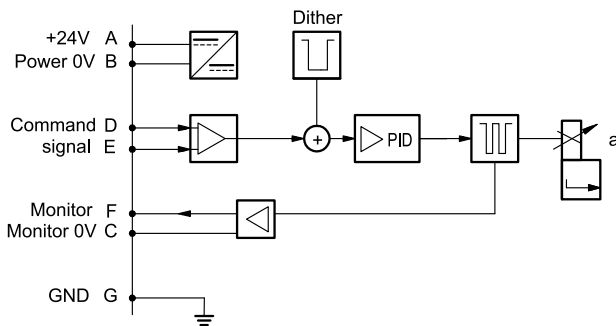 Dither
+24V A
Power 0V B
Command D
signal E
+
PID
a
Monitor F
Monitor 0V C
GND G